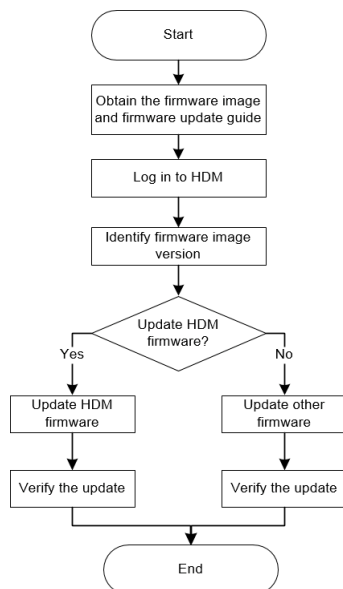 Start
Obtain the firmware image
and firmware update guide
Log in to HDM
Identify firmware image
version
Update HDM
firmware?
Yes
No
Update HDM
firmware
Update other
firmware
Verify the update
Verify the update
End